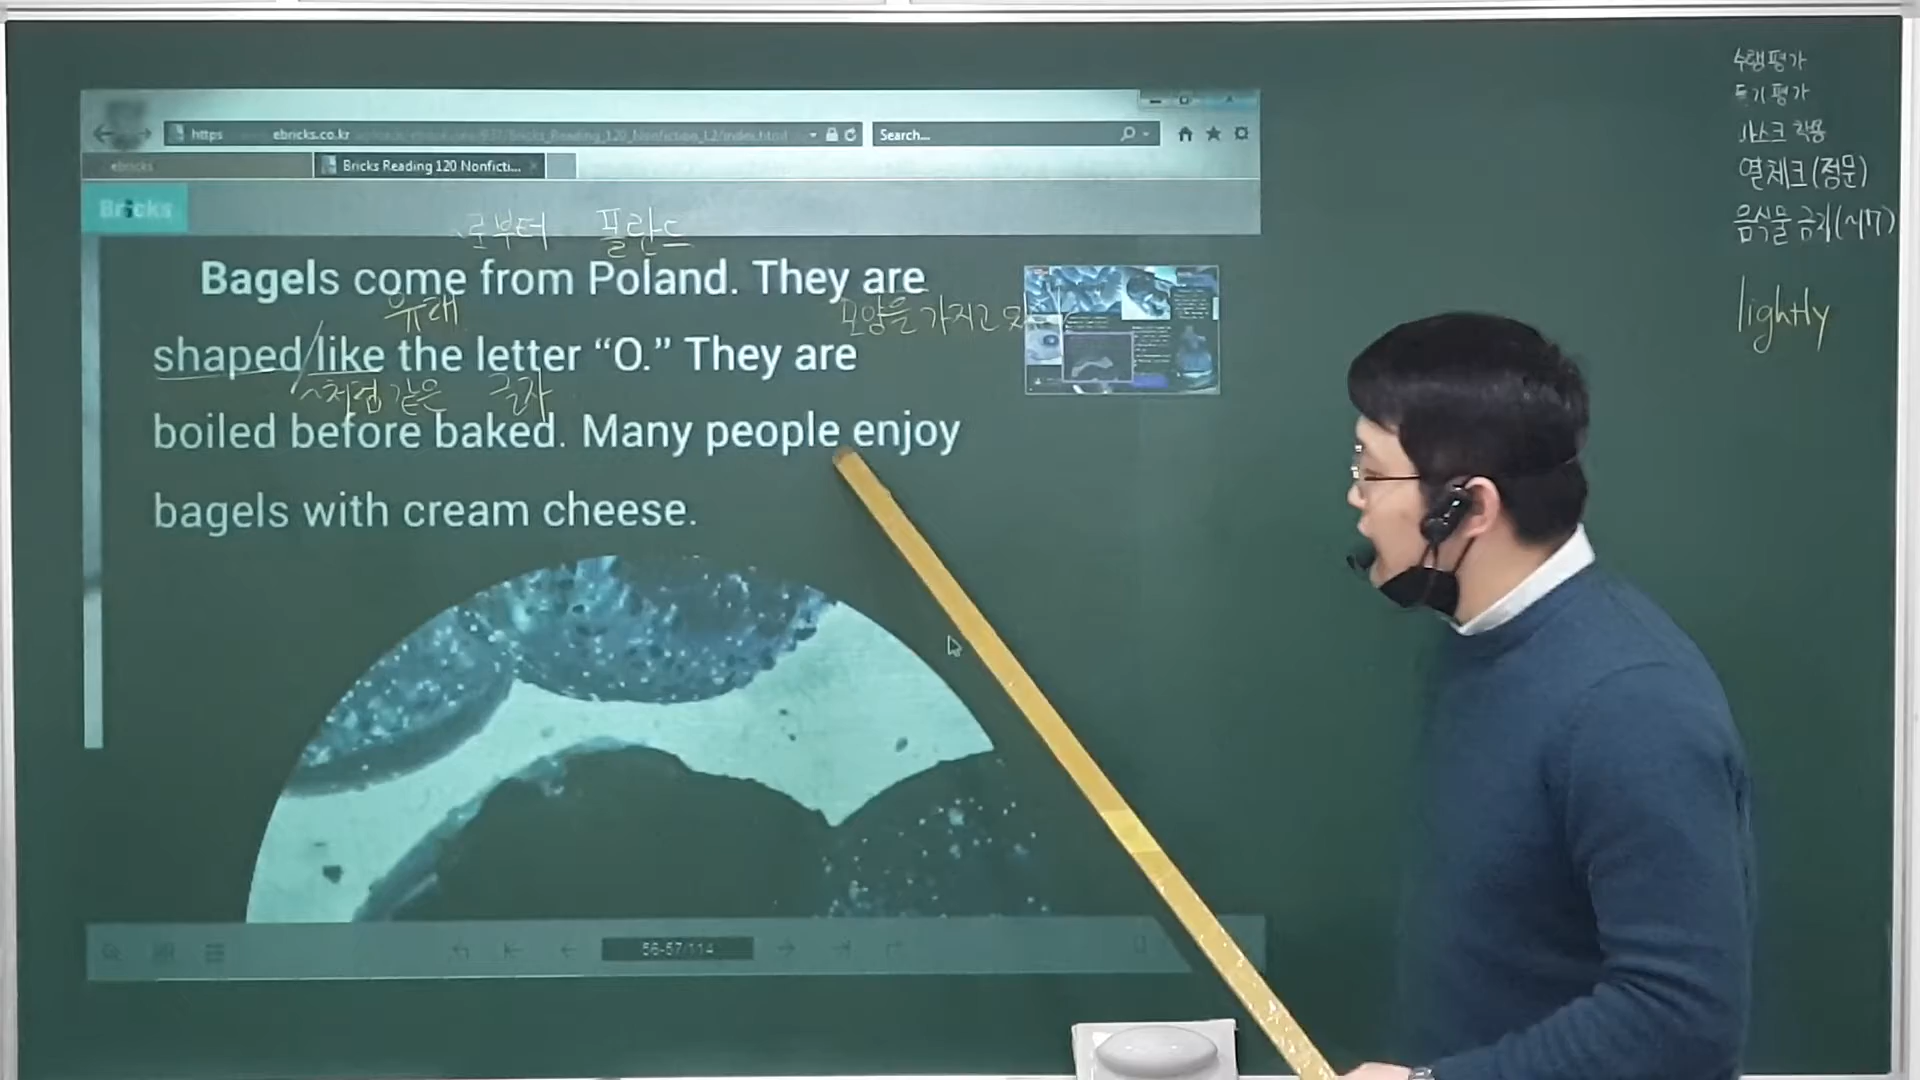 https ebricks.co.kr
Search...
ebricks
Bricks Reading 120 Nonficti...
Bricks
로부터 폴란드
Bagels come from Poland. They are
유래 모양을 가지고
shaped/like the letter “O.” They are
~처럼 같은 글자
boiled before baked. Many people enjoy
bagels with cream cheese.
56-57/114
수행평가
듣기평가
마스크 착용
열체크(정문)
음식물 금지
lightly